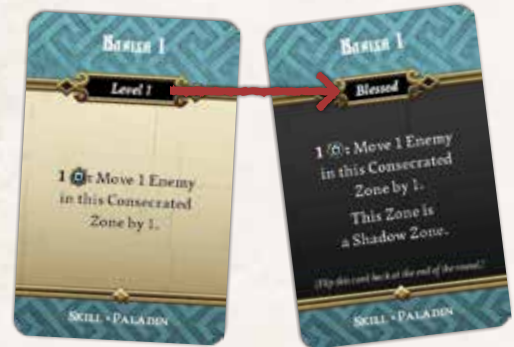 Banish 1
Level 1
1 : Move 1 Enemy
in this Consecrated
Zone by 1.
Skill • Paladin
Banish 1
Blessed
1 : Move 1 Enemy
in this Consecrated
Zone by 1.
This Zone is
a Shadow Zone.
(Flip this card back at the end of the round.)
Skill • Paladin